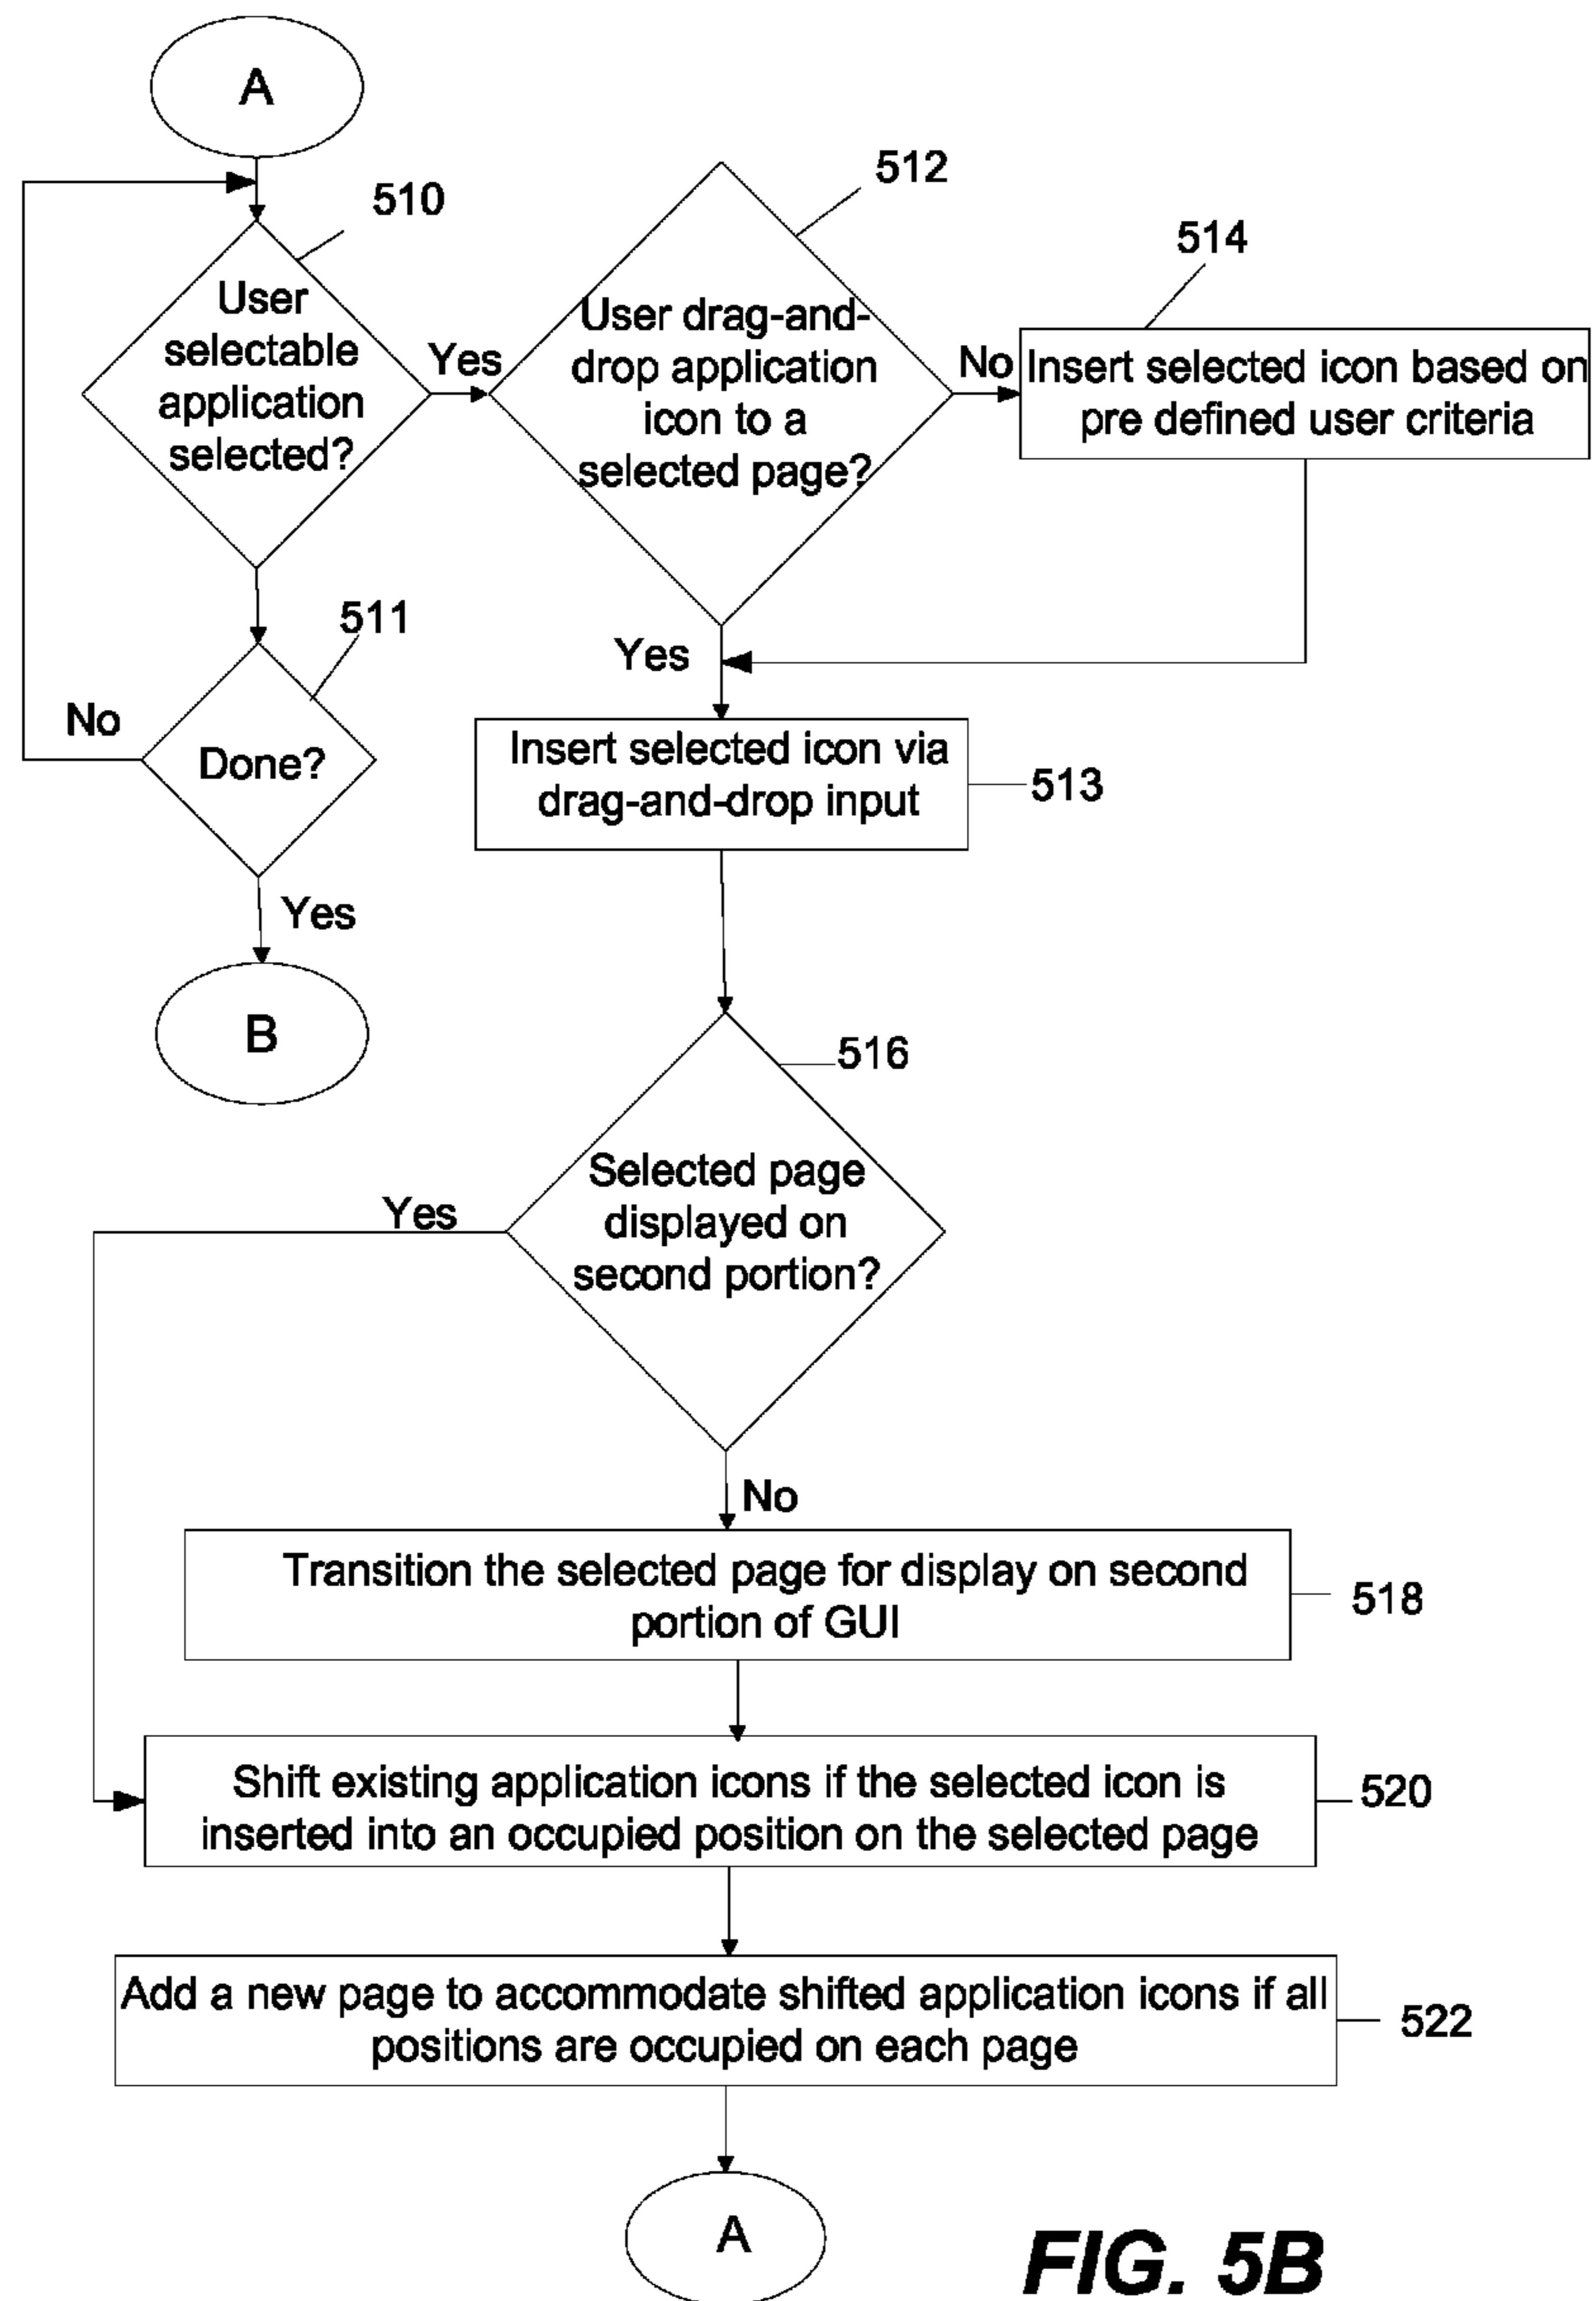 A
510
User
selectable
application
selected?
Yes
512
User drag-and-
drop application
icon to a
selected page?
No
514
Insert selected icon based on
pre defined user criteria
511
Done?
No
Yes
B
Yes
Insert selected icon via
drag-and-drop input
513
516
Selected page
displayed on
second portion?
Yes
No
Transition the selected page for display on second
portion of GUI
518
Shift existing application icons if the selected icon is
inserted into an occupied position on the selected page
520
Add a new page to accommodate shifted application icons if all
positions are occupied on each page
522
A
FIG. 5B